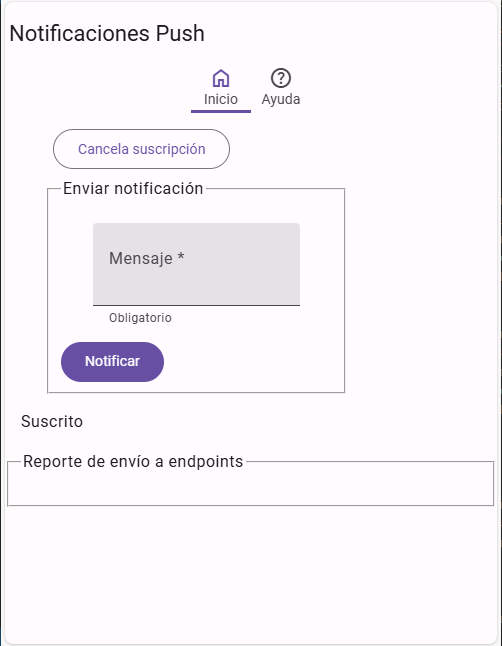 Notificaciones Push
Inicio
Ayuda
Cancela suscripción
Enviar notificación
Mensaje *
Obligatorio
Notificar
Suscrito
Reporte de envío a endpoints